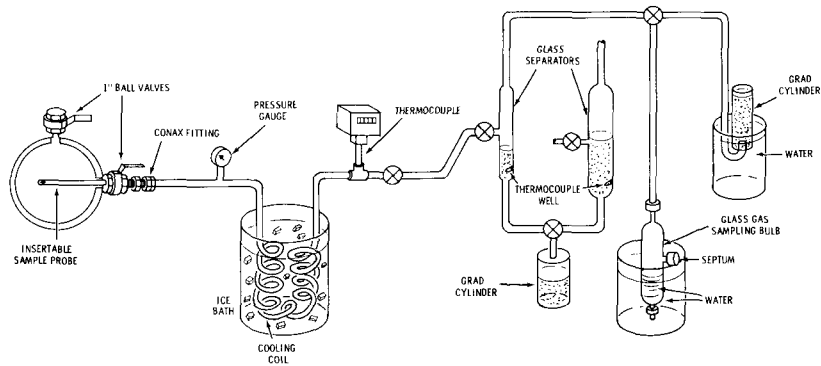 1" BALL VALVES
CONAX FITTING
INSERTABLE
SAMPLE PROBE
PRESSURE
GAUGE
ICE
BATH
COOLING
COIL
THERMOCOUPLE
GLASS
SEPARATORS
THERMOCOUPLE
WELL
GRAD
CYLINDER
GRAD
CYLINDER
WATER
GLASS GAS
SAMPLING BULB
SEPTUM
WATER